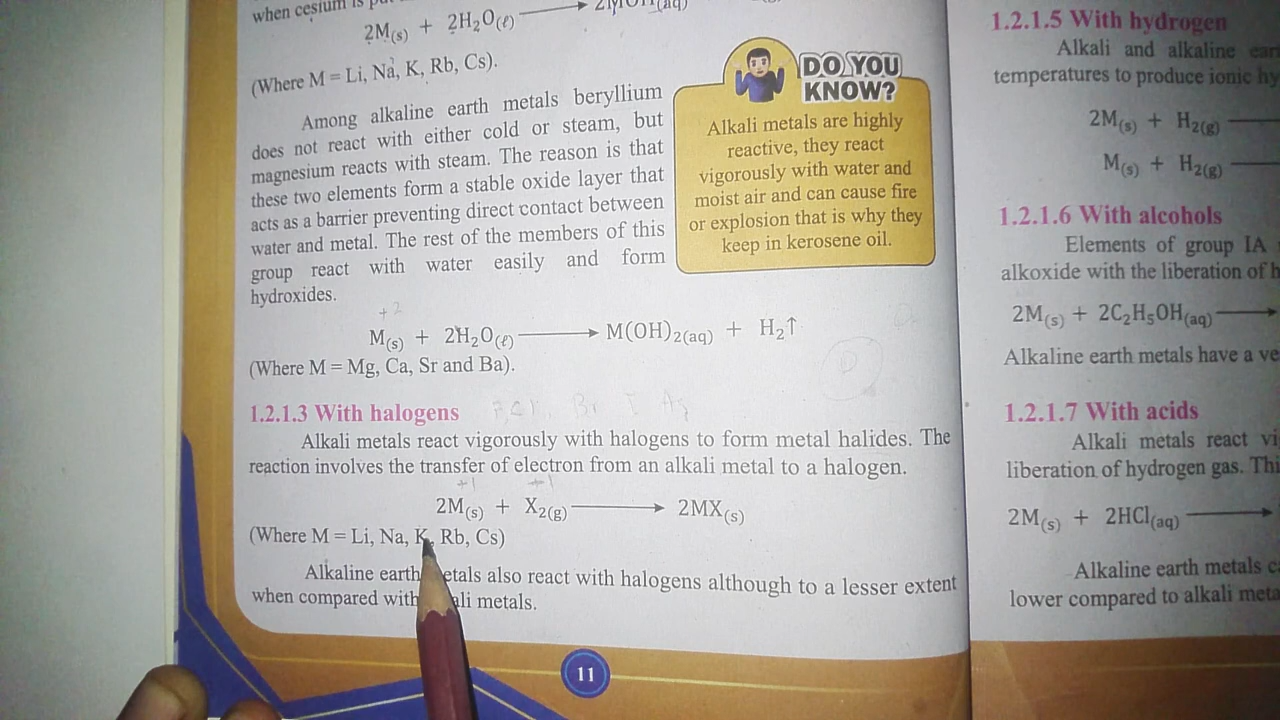 when cesium is
2M(s) + 2H₂O(ℓ) ⟶ 2MOH(aq)
(Where M = Li, Na, K, Rb, Cs).
Among alkaline earth metals beryllium
does not react with either cold or steam, but
magnesium reacts with steam. The reason is that
these two elements form a stable oxide layer that
acts as a barrier preventing direct contact between
water and metal. The rest of the members of this
group react with water easily and form
hydroxides.
DO YOU
KNOW?
Alkali metals are highly
reactive, they react
vigorously with water and
moist air and can cause fire
or explosion that is why they
keep in kerosene oil.
+2
M(s) + 2H₂O(ℓ) ⟶ M(OH)₂(aq) + H₂↑
(Where M = Mg, Ca, Sr and Ba).
1.2.1.3 With halogens Br I
Alkali metals react vigorously with halogens to form metal halides. The
reaction involves the transfer of electron from an alkali metal to a halogen.
+1 +1
2M(s) + X₂(g) ⟶ 2MX(s)
(Where M = Li, Na, K, Rb, Cs)
Alkaline earth metals also react with halogens although to a lesser extent
when compared with alkali metals.
11
1.2.1.5 With hydrogen
Alkali and alkaline
temperatures to produce ionic
2M(s) + H₂(g)
M(s) + H₂(g)
1.2.1.6 With alcohols
Elements of group IA
alkoxide with the liberation of
2M(s) + 2C₂H₅OH(aq) ⟶
Alkaline earth metals have a
1.2.1.7 With acids
Alkali metals react
liberation of hydrogen gas.
2M(s) + 2HCl(aq) ⟶
Alkaline earth metals
lower compared to alkali